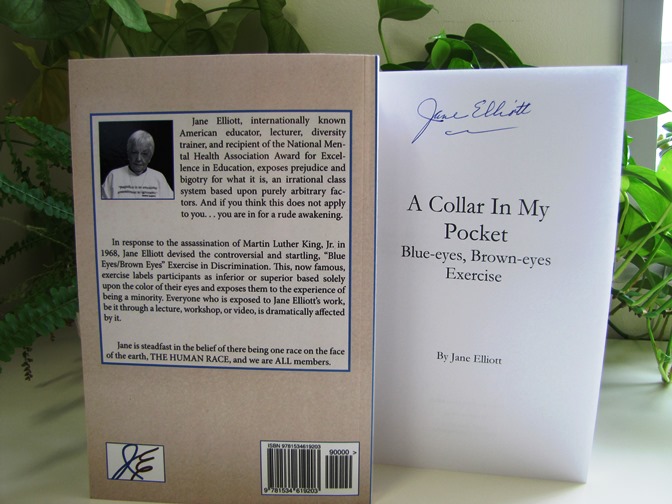 Jane Elliott, internationally known
American educator, lecturer, diversity
trainer, and recipient of the National Men-
tal Health Association Award for Excel-
lence in Education, exposes prejudice and
bigotry for what it is, an irrational class
system based upon purely arbitrary fac-
tors. And if you think this does not apply
to you. . . you are in for a rude awakening.
In response to the assassination of Martin Luther King, Jr. in
1968, Jane Elliott devised the controversial and startling, “Blue
Eyes/Brown Eyes” Exercise in Discrimination. This, now famous,
exercise labels participants as inferior or superior based solely
upon the color of their eyes and exposes them to the experience of
being a minority. Everyone who is exposed to Jane Elliott's work,
be it through a lecture, workshop, or video, is dramatically affected
by it.
Jane is steadfast in the belief of there being one race on the face
of the earth, THE HUMAN RACE, and we are ALL members.
JE
ISBN 9781534619203
90000 >
9 781534 619203
Jane Elliott
A Collar In My
Pocket
Blue-eyes, Brown-eyes
Exercise
By Jane Elliott